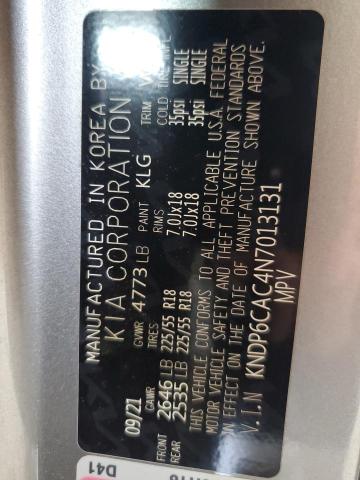 MANUFACTURED IN KOREA BY
KIA CORPORATION
09/21 GVWR 4773 LB PAINT KLG TRIM
GAWR TIRES RIMS COLD
FRONT 2646 LB 225/55 R18 7.0Jx18 35psi SINGLE
REAR 2535 LB 225/55 R18 7.0Jx18 35psi SINGLE
THIS VEHICLE CONFORMS TO ALL APPLICABLE U.S.A. FEDERAL
MOTOR VEHICLE SAFETY AND THEFT PREVENTION STANDARDS
IN EFFECT ON THE DATE OF MANUFACTURE SHOWN ABOVE.
V.I.N KNDP6CAC4N7013131
MPV
D41